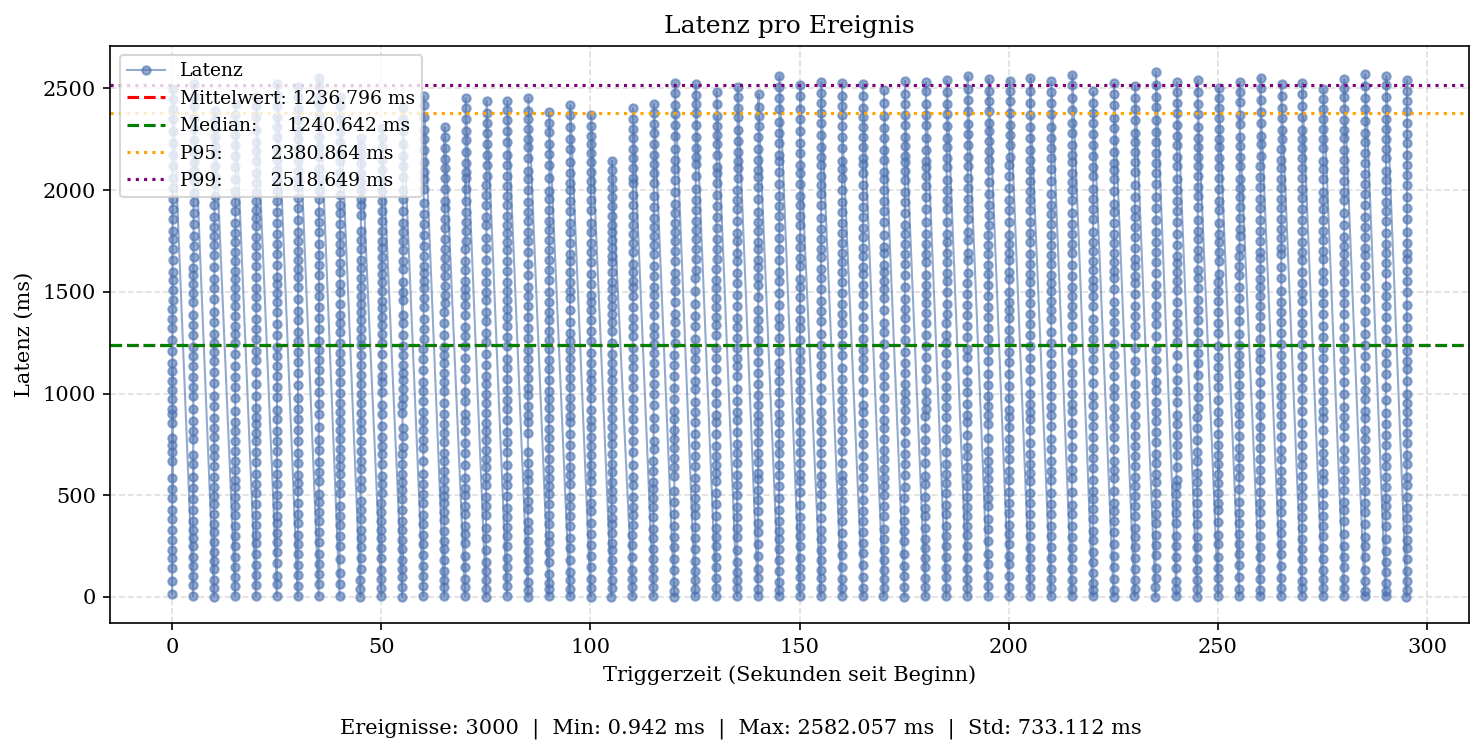 Latenz pro Ereignis
Latenz
Mittelwert: 1236.796 ms
Median: 1240.642 ms
P95: 2380.864 ms
P99: 2518.649 ms
Latenz (ms)
2500
2000
1500
1000
500
0
0 50 100 150 200 250 300
Triggerzeit (Sekunden seit Beginn)
Ereignisse: 3000 | Min: 0.942 ms | Max: 2582.057 ms | Std: 733.112 ms